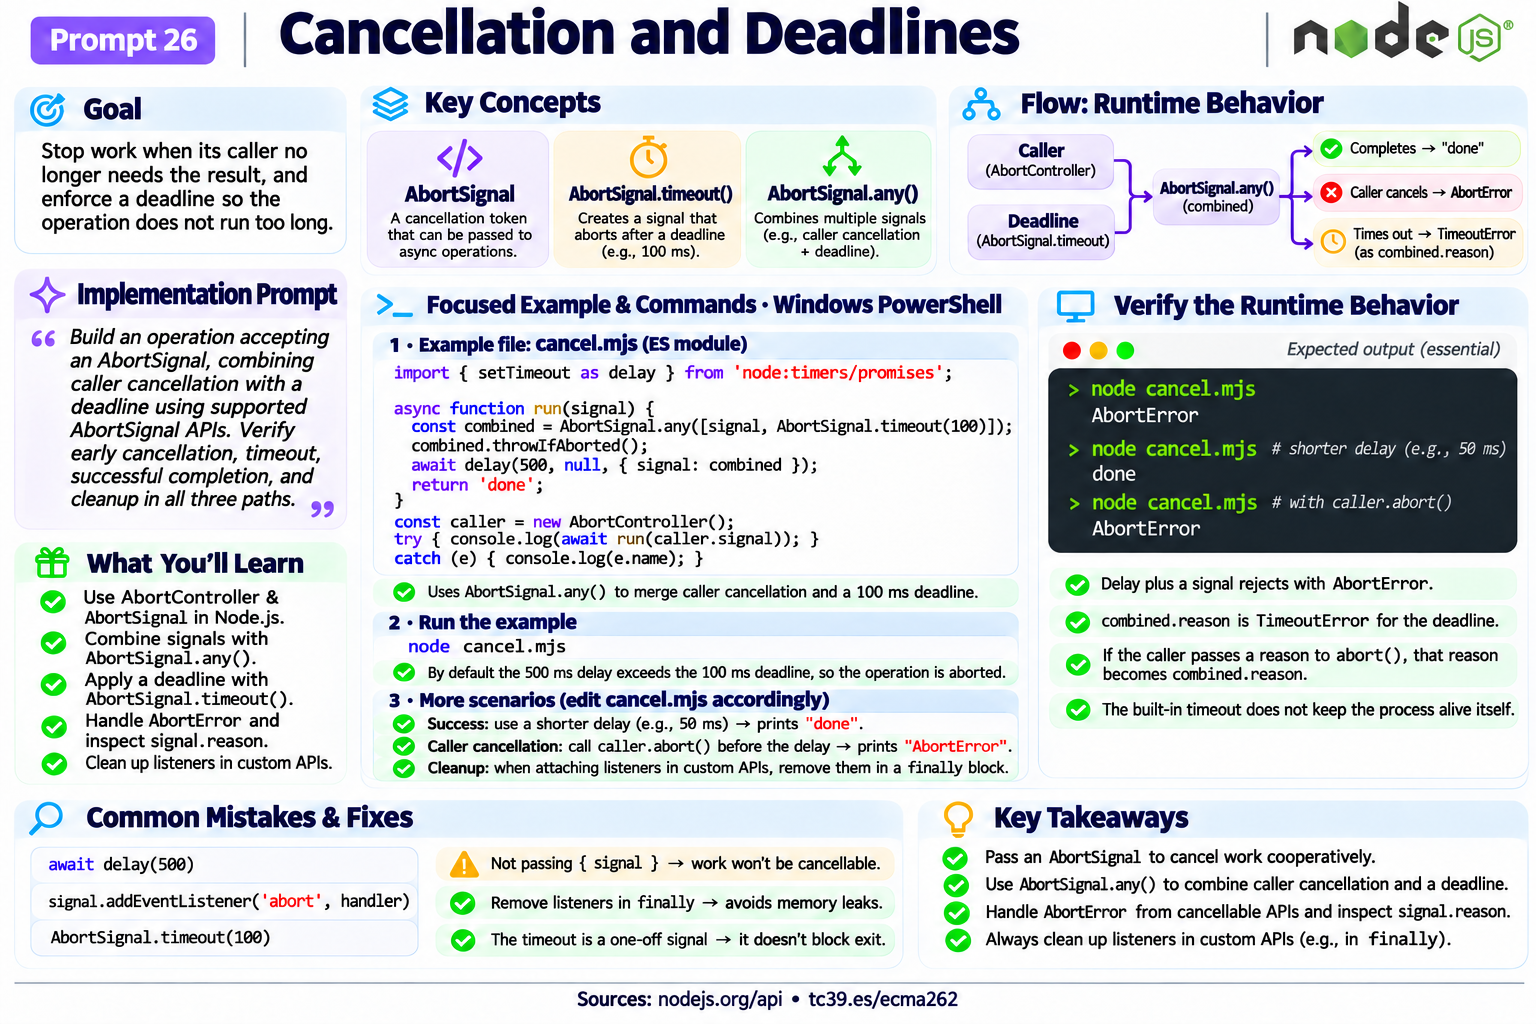 Prompt 26
Cancellation and Deadlines
node
JS®
Goal
Stop work when its caller no
longer needs the result, and
enforce a deadline so the
operation does not run too long.
Key Concepts
</>
AbortSignal
A cancellation token
that can be passed to
async operations.
AbortSignal.timeout()
Creates a signal that
aborts after a deadline
(e.g., 100 ms).
AbortSignal.any()
Combines multiple signals
(e.g., caller cancellation
+ deadline).
Flow: Runtime Behavior
Caller
(AbortController)
Deadline
(AbortSignal.timeout)
AbortSignal.any()
(combined)
Completes → "done"
Caller cancels → AbortError
Times out → TimeoutError
(as combined.reason)
Implementation Prompt
“ Build an operation accepting
an AbortSignal, combining
caller cancellation with a
deadline using supported
AbortSignal APIs. Verify
early cancellation, timeout,
successful completion, and
cleanup in all three paths. ”
What You’ll Learn
Use AbortController &
AbortSignal in Node.js.
Combine signals with
AbortSignal.any().
Apply a deadline with
AbortSignal.timeout().
Handle AbortError and
inspect signal.reason.
Clean up listeners in custom APIs.
Focused Example & Commands · Windows PowerShell
1 · Example file: cancel.mjs (ES module)
import { setTimeout as delay } from 'node:timers/promises';
async function run(signal) {
const combined = AbortSignal.any([signal, AbortSignal.timeout(100)]);
combined.throwIfAborted();
await delay(500, null, { signal: combined });
return 'done';
}
const caller = new AbortController();
try { console.log(await run(caller.signal)); }
catch (e) { console.log(e.name); }
Uses AbortSignal.any() to merge caller cancellation and a 100 ms deadline.
2 · Run the example
node cancel.mjs
By default the 500 ms delay exceeds the 100 ms deadline, so the operation is aborted.
3 · More scenarios (edit cancel.mjs accordingly)
Success: use a shorter delay (e.g., 50 ms) → prints "done".
Caller cancellation: call caller.abort() before the delay → prints "AbortError".
Cleanup: when attaching listeners in custom APIs, remove them in a finally block.
Verify the Runtime Behavior
Expected output (essential)
> node cancel.mjs
AbortError
> node cancel.mjs # shorter delay (e.g., 50 ms)
done
> node cancel.mjs # with caller.abort()
AbortError
Delay plus a signal rejects with AbortError.
combined.reason is TimeoutError for the deadline.
If the caller passes a reason to abort(), that reason
becomes combined.reason.
The built-in timeout does not keep the process alive itself.
Common Mistakes & Fixes
await delay(500)
Not passing { signal } → work won't be cancellable.
signal.addEventListener('abort', handler)
Remove listeners in finally → avoids memory leaks.
AbortSignal.timeout(100)
The timeout is a one-off signal → it doesn't block exit.
Key Takeaways
Pass an AbortSignal to cancel work cooperatively.
Use AbortSignal.any() to combine caller cancellation and a deadline.
Handle AbortError from cancellable APIs and inspect signal.reason.
Always clean up listeners in custom APIs (e.g., in finally).
Sources: nodejs.org/api • tc39.es/ecma262